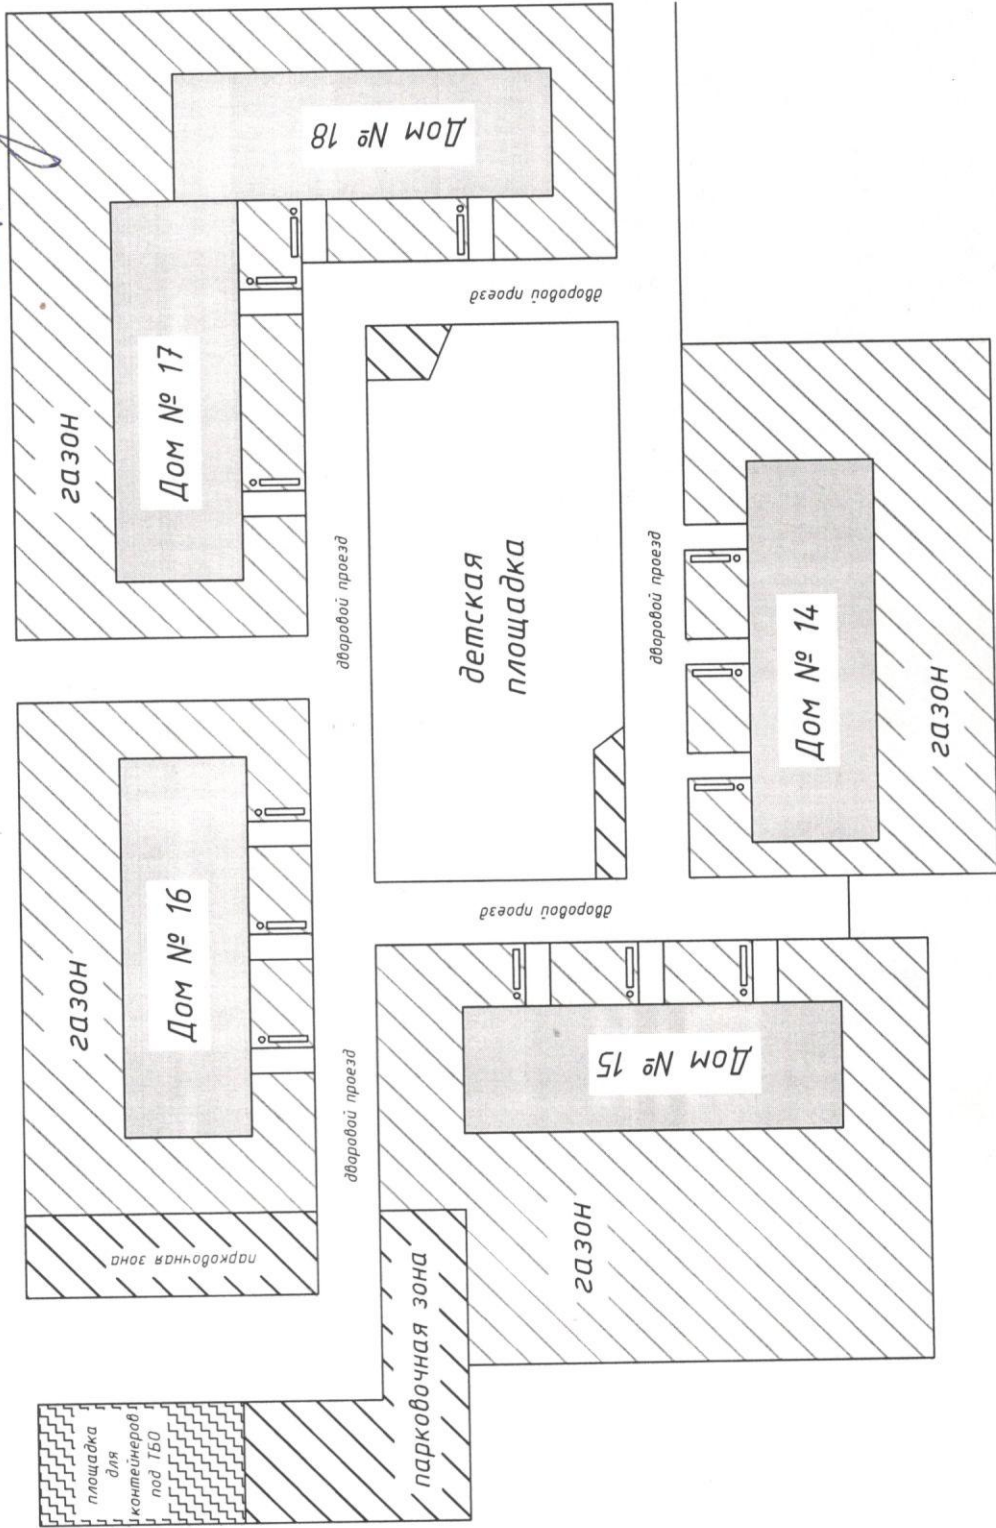 площадка
для
контейнеров
под ТБО
парковочная зона
газон
Дом № 16
газон
Дом № 17
Дом № 18
дворовой проезд
дворовой проезд
парковочная зона
детская
площадка
дворовой проезд
дворовой проезд
дворовой проезд
газон
Дом № 15
Дом № 14
газон